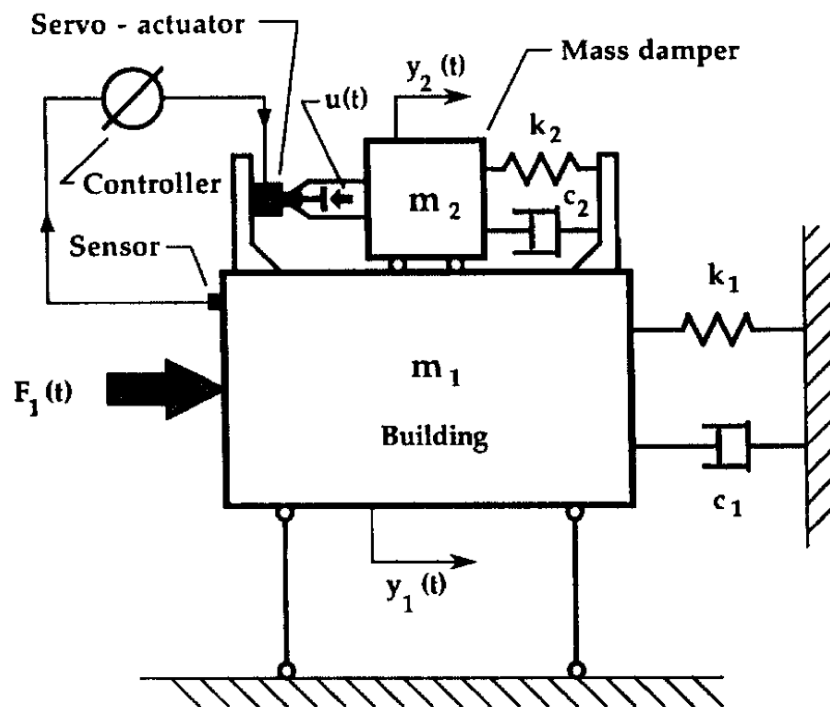 Servo - actuator
y₂ (t)
Mass damper
u(t)
k₂
Controller
m₂
c₂
Sensor
k₁
F₁ (t)
m₁
Building
c₁
y₁ (t)